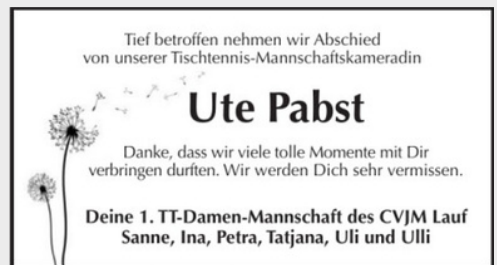 Tief betroffen nehmen wir Abschied
von unserer Tischtennis-Mannschaftskameradin
Ute Pabst
Danke, dass wir viele tolle Momente mit Dir
verbringen durften. Wir werden Dich sehr vermissen.
Deine 1. TT-Damen-Mannschaft des CVJM Lauf
Sanne, Ina, Petra, Tatjana, Uli und Ulli